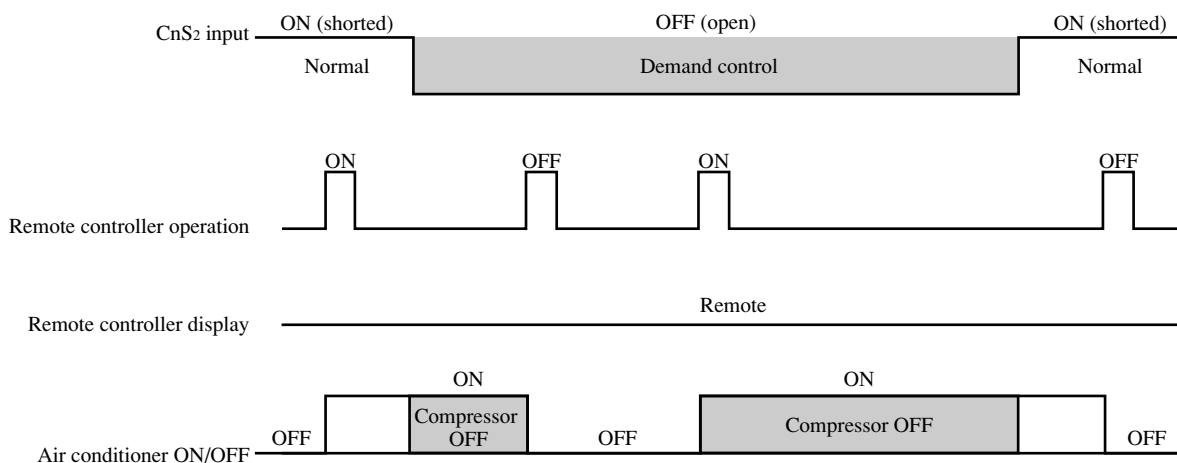 ON (shorted)
OFF (open)
ON (shorted)
CnS2 input
Normal
Demand control
Normal
ON
OFF
ON
OFF
Remote controller operation
Remote
Remote controller display
ON
ON
Compressor
OFF
Compressor OFF
OFF
OFF
OFF
Air conditioner ON/OFF